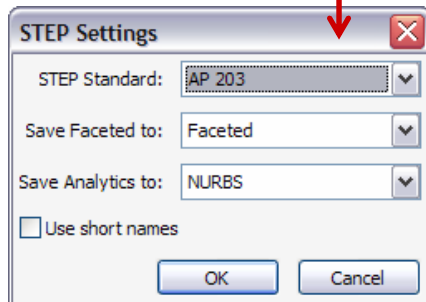 STEP Settings
STEP Standard: AP 203
Save Faceted to: Faceted
Save Analytics to: NURBS
Use short names
OK Cancel